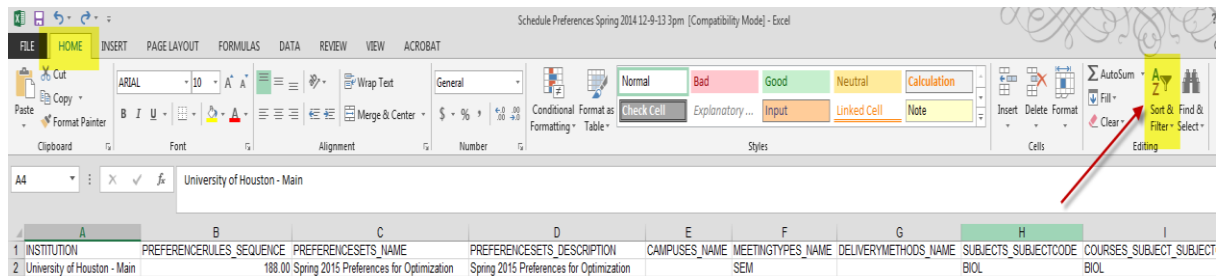 Schedule Preferences Spring 2014 12-9-13 3pm [Compatibility Mode] - Excel
FILE HOME INSERT PAGE LAYOUT FORMULAS DATA REVIEW VIEW ACROBAT
Cut
Copy
Format Painter
Paste
Clipboard
ARIAL 10 A A
B I U A
Font
Wrap Text
Merge & Center
Alignment
General
$ % , .0 .00 .00 .0
Number
Conditional Formatting
Format as Table
Normal Bad Good Neutral Calculation
Check Cell Explanatory ... Input Linked Cell Note
Styles
Insert Delete Format
Cells
AutoSum
Fill
Clear
Sort & Filter
Find & Select
Editing
A4 fx University of Houston - Main
A B C D E F G H I
1 INSTITUTION PREFERENCERULES_SEQUENCE PREFERENCESETS_NAME PREFERENCESETS_DESCRIPTION CAMPUSES_NAME MEETINGTYPES_NAME DELIVERYMETHODS_NAME SUBJECTS_SUBJECTCODE COURSES_SUBJECT_SUBJECT
2 University of Houston - Main 188.00 Spring 2015 Preferences for Optimization Spring 2015 Preferences for Optimization SEM BIOL BIOL